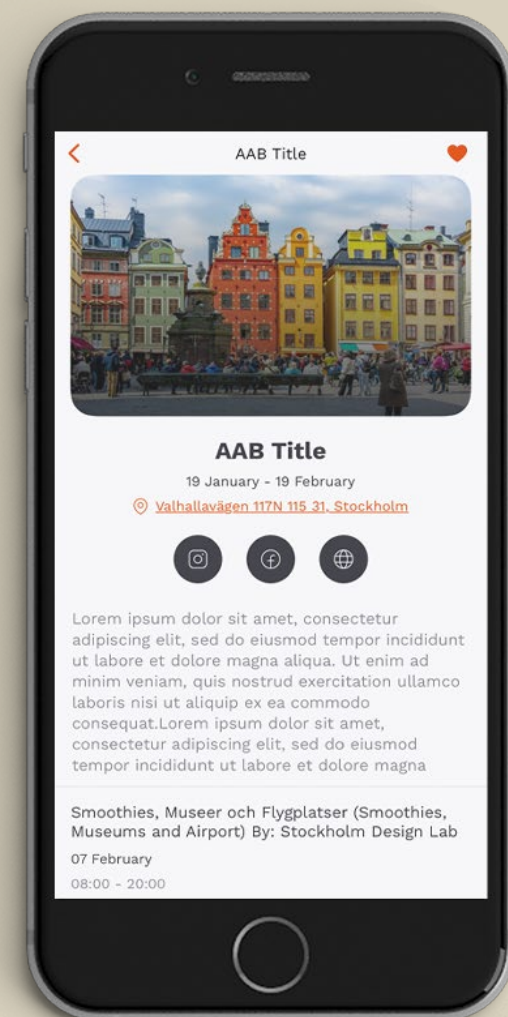 AAB Title
AAB Title
19 January - 19 February
Valhallavägen 117N 115 31, Stockholm
Lorem ipsum dolor sit amet, consectetur
adipiscing elit, sed do eiusmod tempor incididunt
ut labore et dolore magna aliqua. Ut enim ad
minim veniam, quis nostrud exercitation ullamco
laboris nisi ut aliquip ex ea commodo
consequat.Lorem ipsum dolor sit amet,
consectetur adipiscing elit, sed do eiusmod
tempor incididunt ut labore et dolore magna
Smoothies, Museer och Flygplatser (Smoothies,
Museums and Airport) By: Stockholm Design Lab
07 February
08:00 - 20:00